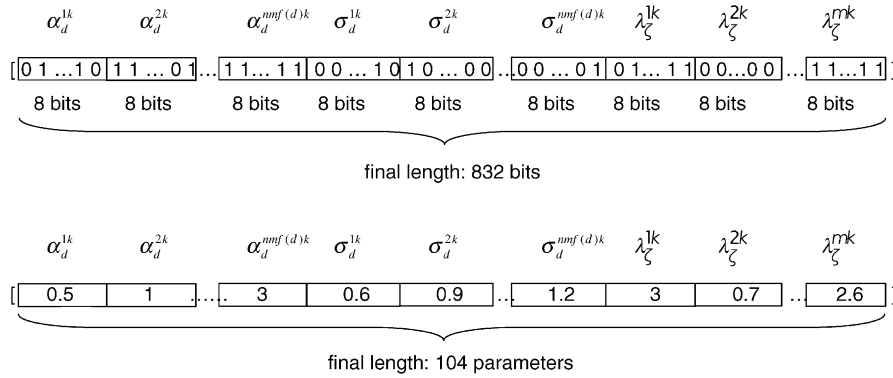 α_d^{1k} α_d^{2k} α_d^{nmf(d)k} σ_d^{1k} σ_d^{2k} σ_d^{nmf(d)k} λ_ζ^{1k} λ_ζ^{2k} λ_ζ^{mk}
[ 0 1 ... 1 0 1 1 ... 0 1 ... 1 1 ... 1 1 0 0 ... 1 0 1 0 ... 0 0 ... 0 0 ... 0 1 0 1 ... 1 1 0 0 ... 0 0 ... 1 1 ... 1 1 ]
8 bits 8 bits 8 bits 8 bits 8 bits 8 bits 8 bits 8 bits 8 bits
final length: 832 bits
α_d^{1k} α_d^{2k} α_d^{nmf(d)k} σ_d^{1k} σ_d^{2k} σ_d^{nmf(d)k} λ_ζ^{1k} λ_ζ^{2k} λ_ζ^{mk}
[ 0.5 1 ...... 3 0.6 0.9 ... 1.2 3 0.7 ... 2.6 ]
final length: 104 parameters